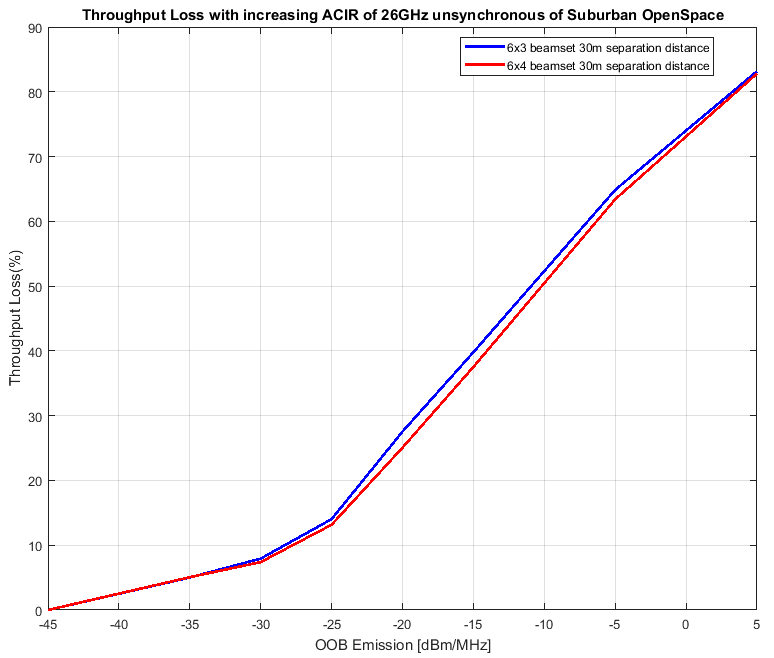 Throughput Loss with increasing ACIR of 26GHz unsynchronous of Suburban OpenSpace
6x3 beamset 30m separation distance
6x4 beamset 30m separation distance
90
80
70
60
50
40
30
20
10
0
Throughput Loss(%)
-45 -40 -35 -30 -25 -20 -15 -10 -5 0 5
OOB Emission [dBm/MHz]